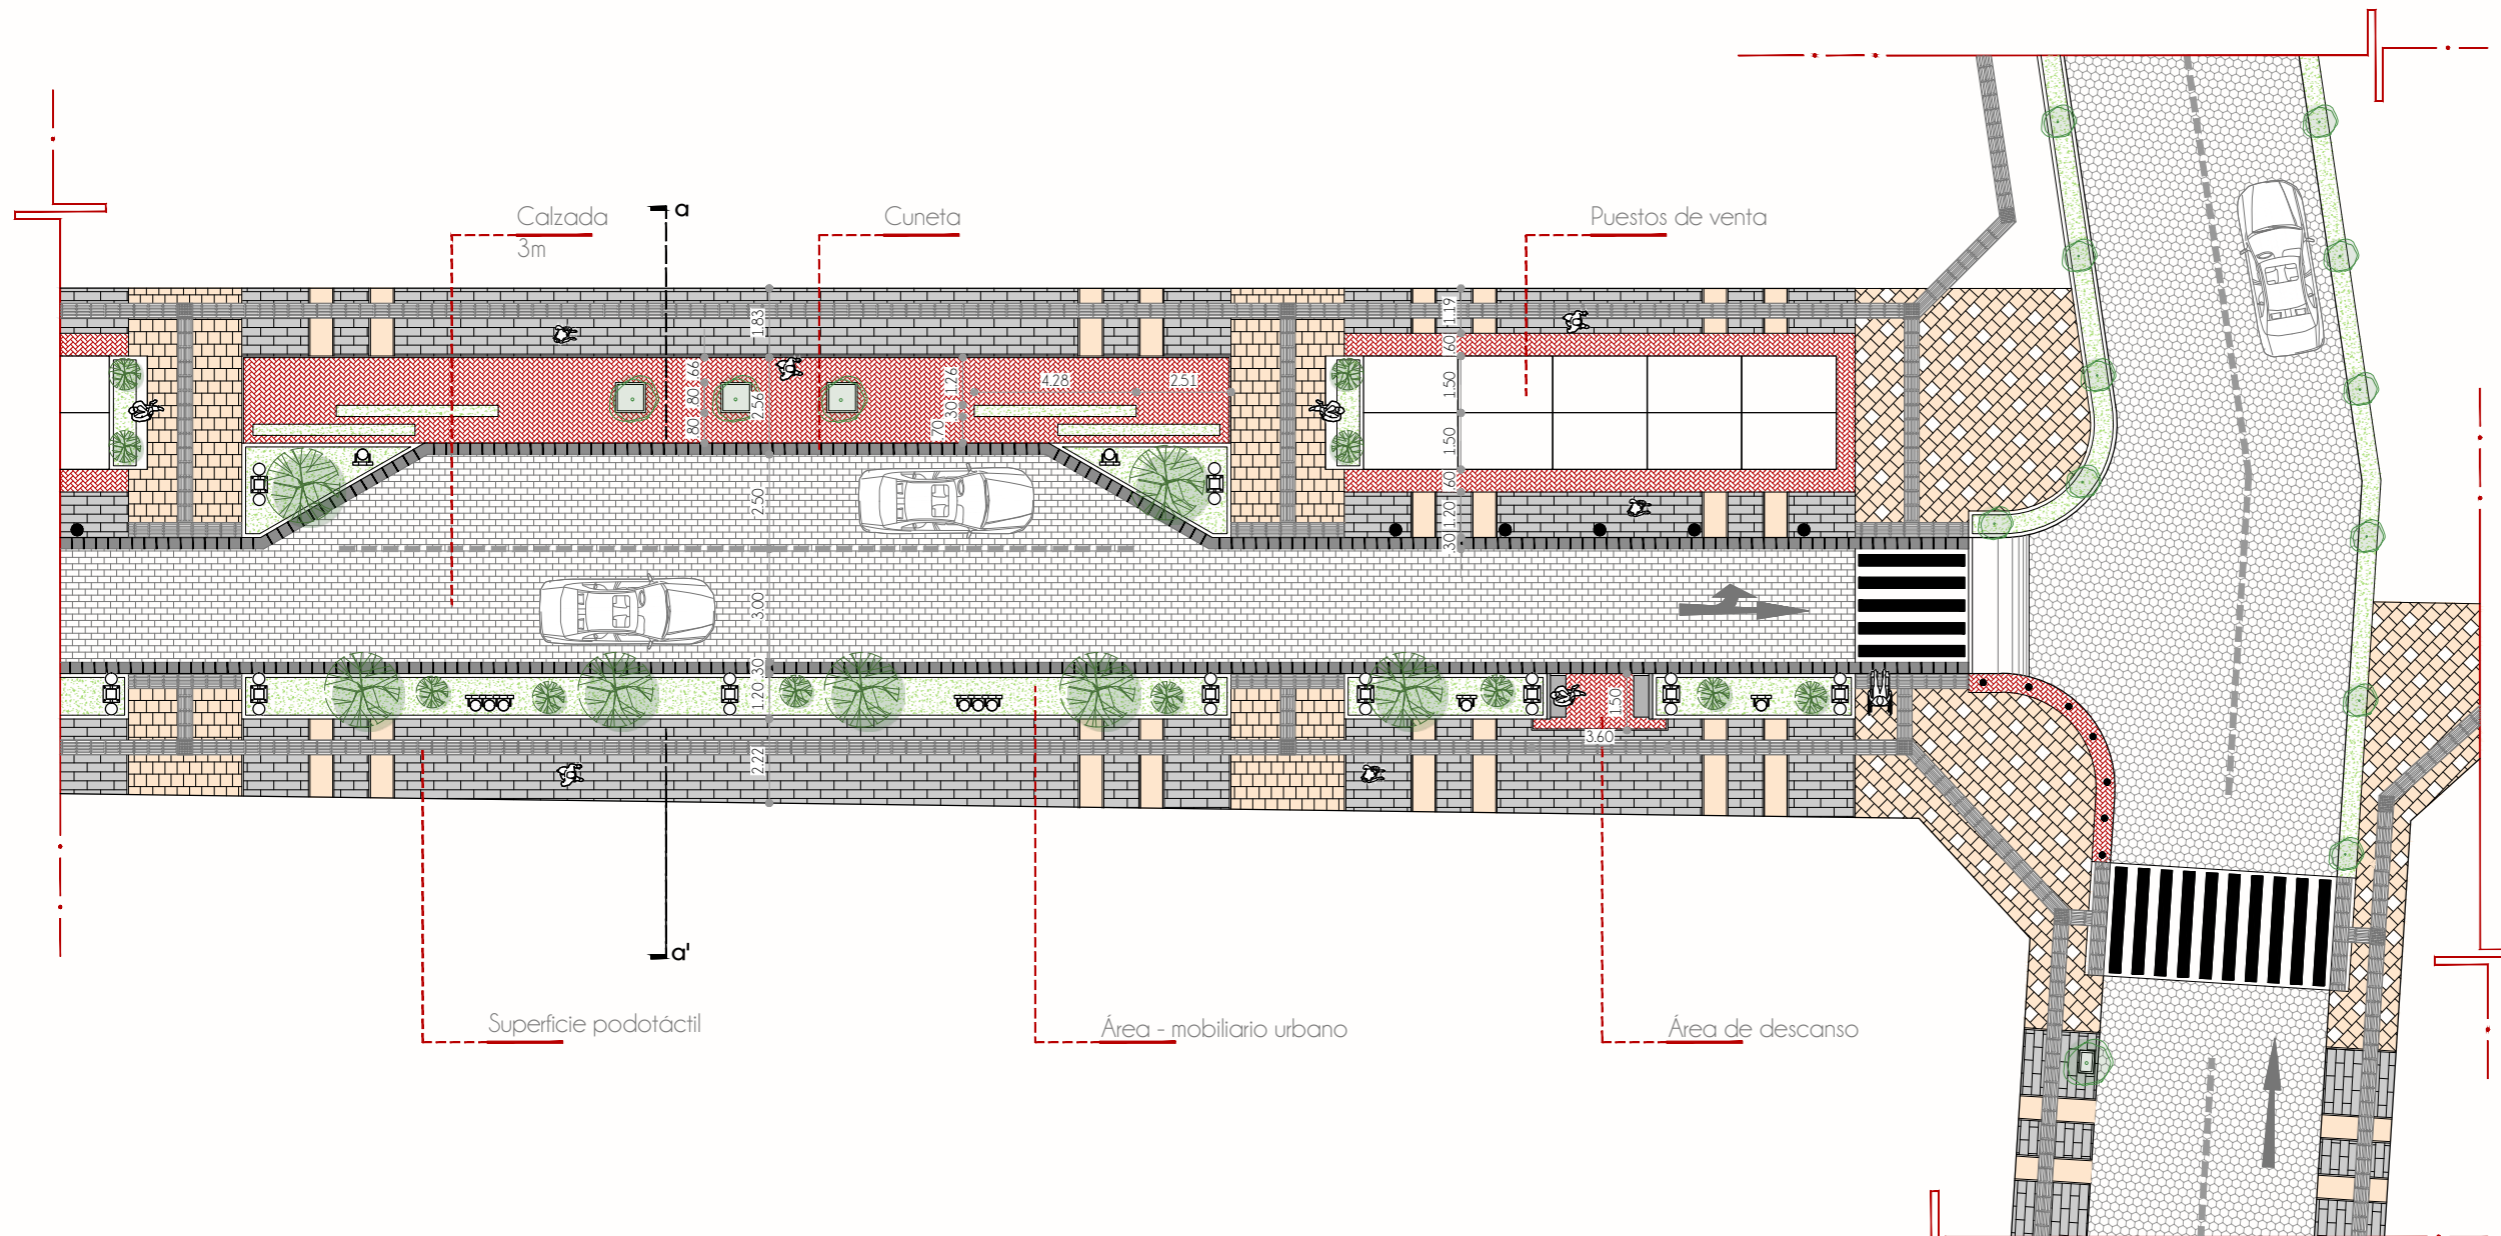 a
Calzada
3m
Cuneta
Puestos de venta
1.83
.66
.80
2.56
.80
1.26
.30
.70
4.28
2.51
1.19
.60
1.50
1.50
.60
1.20
.30
2.50
3.00
.30
1.20
2.22
1.50
3.60
a'
Superficie podotáctil
Área - mobiliario urbano
Área de descanso